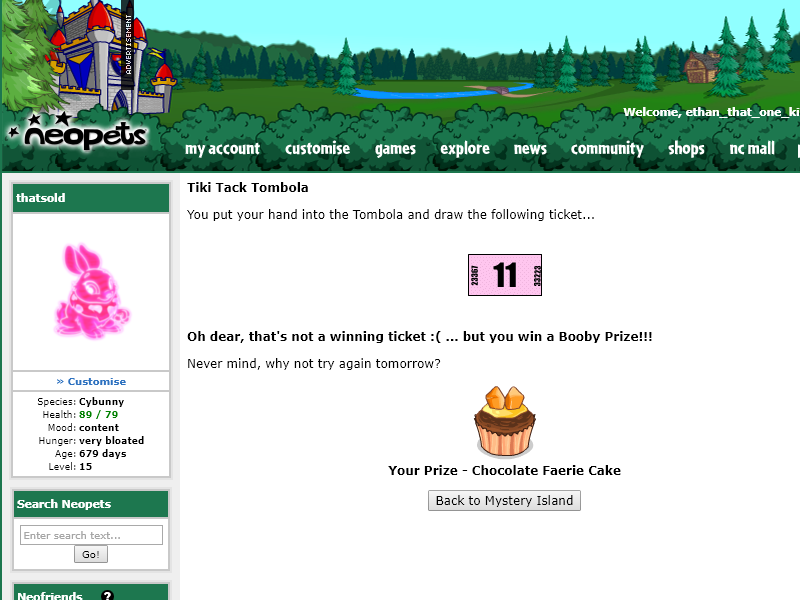 ADVERTISEMENT
Welcome, ethan_that_one_ki
neopets
my account customise games explore news community shops nc mall
thatsold
» Customise
Species: Cybunny
Health: 89 / 79
Mood: content
Hunger: very bloated
Age: 679 days
Level: 15
Search Neopets
Enter search text...
Go!
Neofriends ?
Tiki Tack Tombola
You put your hand into the Tombola and draw the following ticket...
23367 11 33223
Oh dear, that's not a winning ticket :( ... but you win a Booby Prize!!!
Never mind, why not try again tomorrow?
Your Prize - Chocolate Faerie Cake
Back to Mystery Island